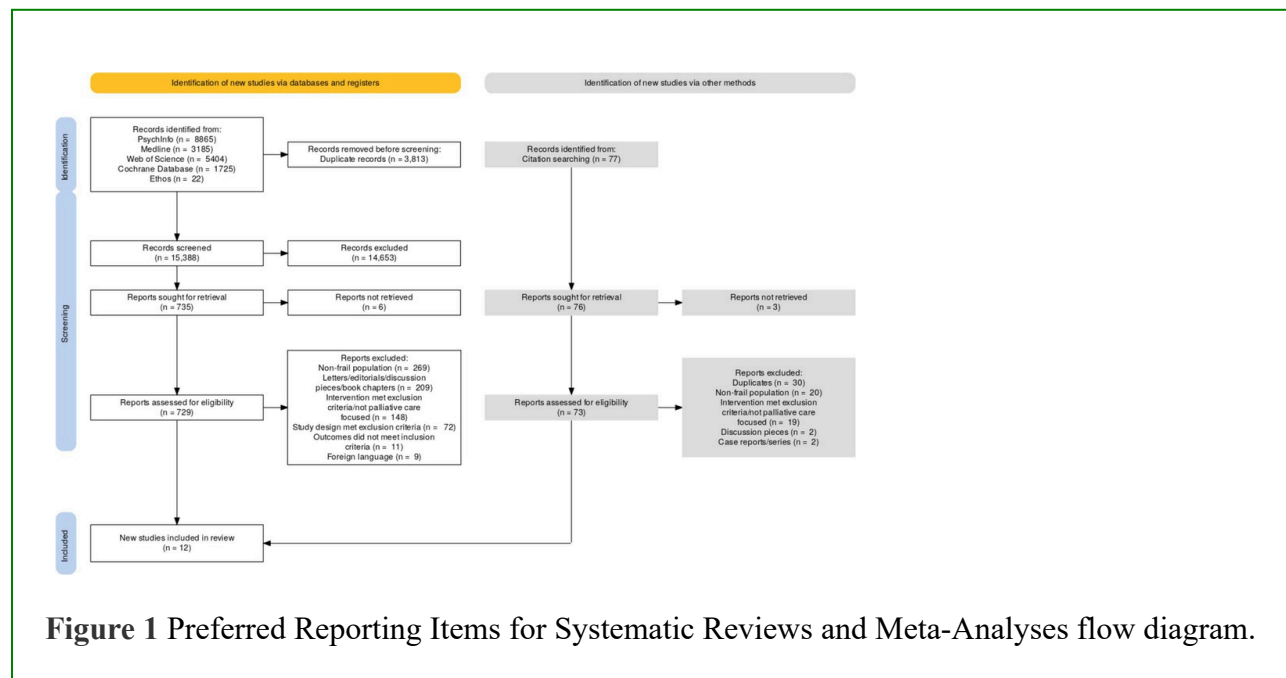 Identification of new studies via databases and registers
Identification of new studies via other methods
Identification
Records identified from:
PsychInfo (n = 8865)
Medline (n = 3185)
Web of Science (n = 5404)
Cochrane Database (n = 1725)
Ethos (n = 22)
Records removed before screening:
Duplicate records (n = 3,813)
Records identified from:
Citation searching (n = 77)
Screening
Records screened
(n = 15,388)
Records excluded
(n = 14,653)
Reports sought for retrieval
(n = 735)
Reports not retrieved
(n = 6)
Reports sought for retrieval
(n = 76)
Reports not retrieved
(n = 3)
Reports assessed for eligibility
(n = 729)
Reports excluded:
Non-frail population (n = 269)
Letters/editorials/discussion
pieces/book chapters (n = 209)
Intervention met exclusion
criteria/not palliative care
focused (n = 148)
Study design met exclusion criteria (n = 72)
Outcomes did not meet inclusion
criteria (n = 11)
Foreign language (n = 9)
Reports assessed for eligibility
(n = 73)
Reports excluded:
Duplicates (n = 30)
Non-frail population (n = 20)
Intervention met exclusion
criteria/not palliative care
focused (n = 19)
Discussion pieces (n = 2)
Case reports/series (n = 2)
Included
New studies included in review
(n = 12)
Figure 1 Preferred Reporting Items for Systematic Reviews and Meta-Analyses flow diagram.